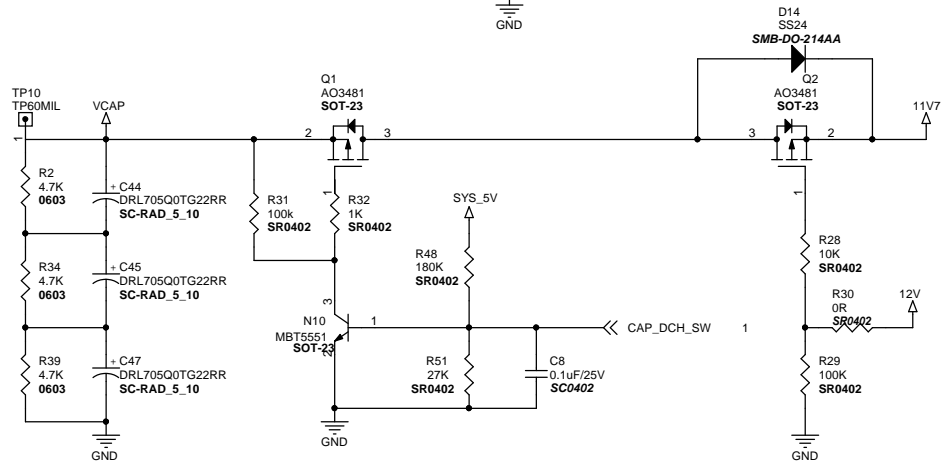 GND
D14
SS24
SMB-DO-214AA
Q1
AO3481
SOT-23
Q2
AO3481
SOT-23
TP10
TP60MIL
VCAP
11V7
1
2
3
3
2
R2
4.7K
0603
+ C44
DRL705Q0TG22RR
SC-RAD_5_10
R31
100k
SR0402
1
R32
1K
SR0402
SYS_5V
1
R34
4.7K
0603
+ C45
DRL705Q0TG22RR
SC-RAD_5_10
R48
180K
SR0402
R28
10K
SR0402
R30
0R
SR0402
12V
3
N10
MBT5551
SOT-23
1
2
CAP_DCH_SW
1
R39
4.7K
0603
+ C47
DRL705Q0TG22RR
SC-RAD_5_10
R51
27K
SR0402
C8
0.1uF/25V
SC0402
R29
100K
SR0402
GND
GND
GND